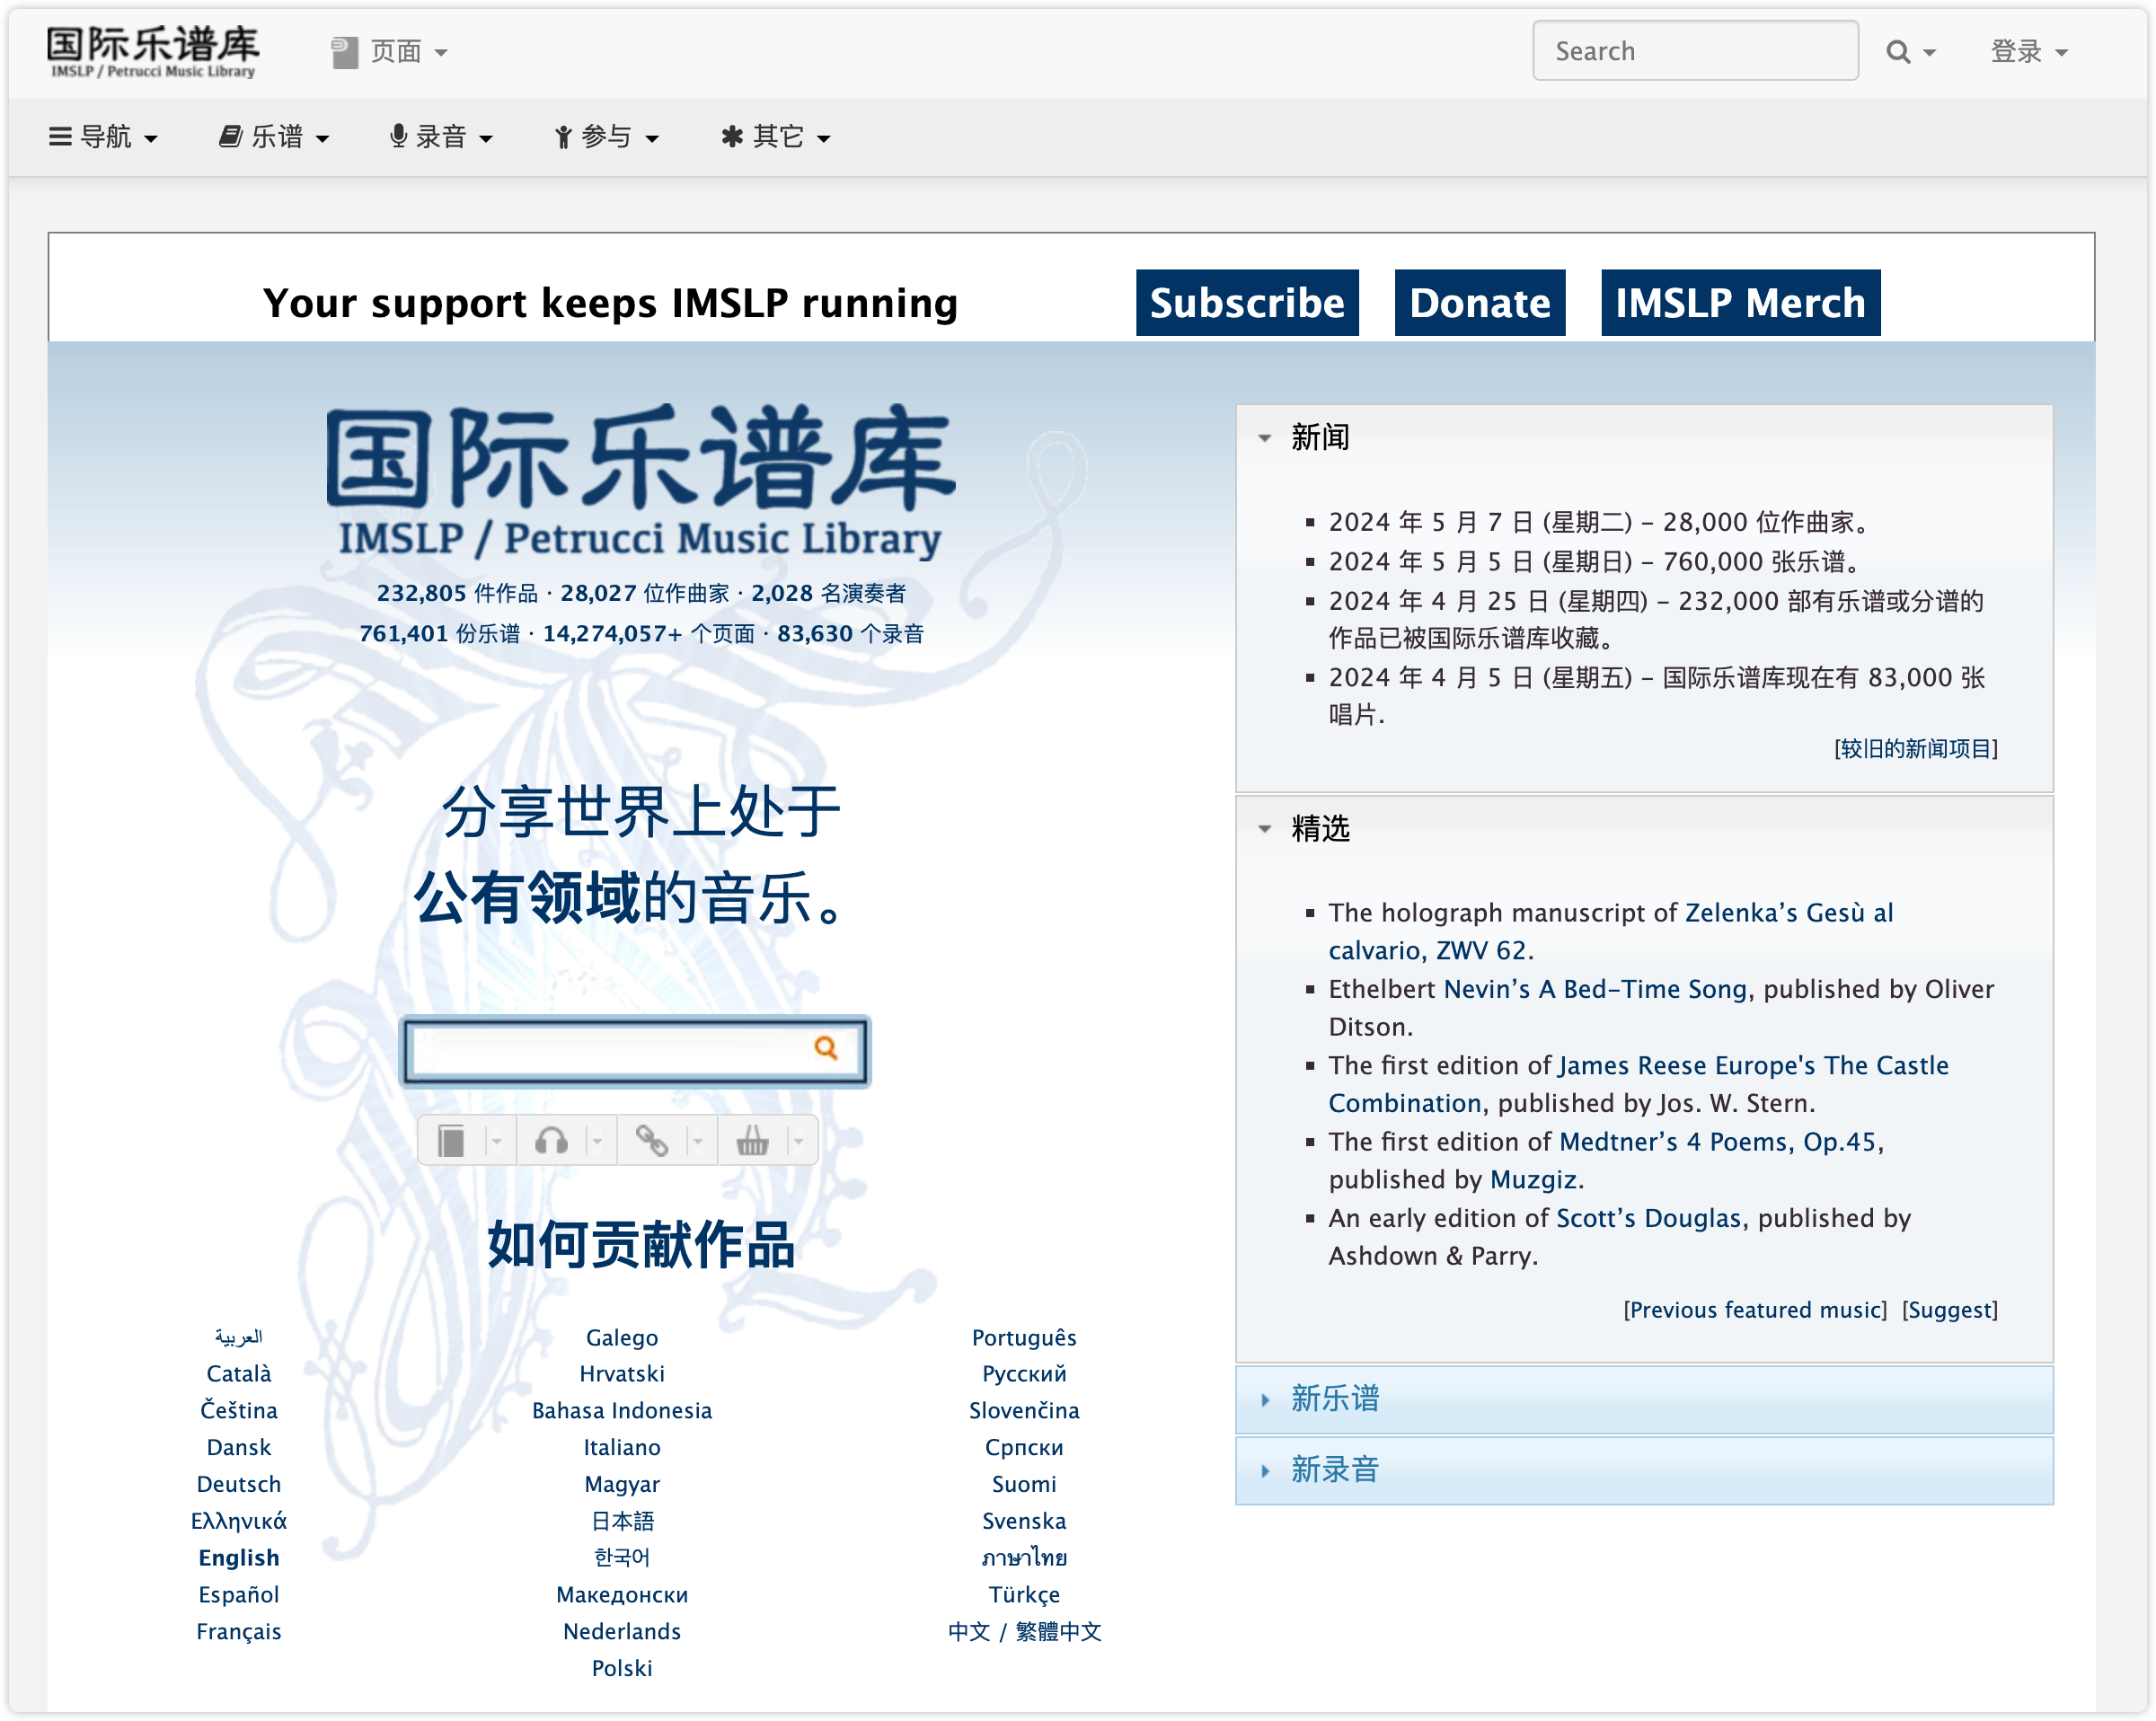 国际乐谱库
IMSLP / Petrucci Music Library
页面
Search
登录
导航
乐谱
录音
参与
其它
Your support keeps IMSLP running
Subscribe
Donate
IMSLP Merch
国际乐谱库
IMSLP / Petrucci Music Library
232,805 件作品 · 28,027 位作曲家 · 2,028 名演奏者
761,401 份乐谱 · 14,274,057+ 个页面 · 83,630 个录音
分享世界上处于
公有领域的音乐。
如何贡献作品
العربية
Català
Čeština
Dansk
Deutsch
Ελληνικά
English
Español
Français
Galego
Hrvatski
Bahasa Indonesia
Italiano
Magyar
日本語
한국어
Македонски
Nederlands
Polski
Português
Русский
Slovenčina
Српски
Suomi
Svenska
ภาษาไทย
Türkçe
中文 / 繁體中文
新闻
2024 年 5 月 7 日 (星期二) – 28,000 位作曲家。
2024 年 5 月 5 日 (星期日) – 760,000 张乐谱。
2024 年 4 月 25 日 (星期四) – 232,000 部有乐谱或分谱的
作品已被国际乐谱库收藏。
2024 年 4 月 5 日 (星期五) – 国际乐谱库现在有 83,000 张
唱片.
[较旧的新闻项目]
精选
The holograph manuscript of Zelenka’s Gesù al
calvario, ZWV 62.
Ethelbert Nevin’s A Bed–Time Song, published by Oliver
Ditson.
The first edition of James Reese Europe's The Castle
Combination, published by Jos. W. Stern.
The first edition of Medtner’s 4 Poems, Op.45,
published by Muzgiz.
An early edition of Scott’s Douglas, published by
Ashdown & Parry.
[Previous featured music] [Suggest]
新乐谱
新录音